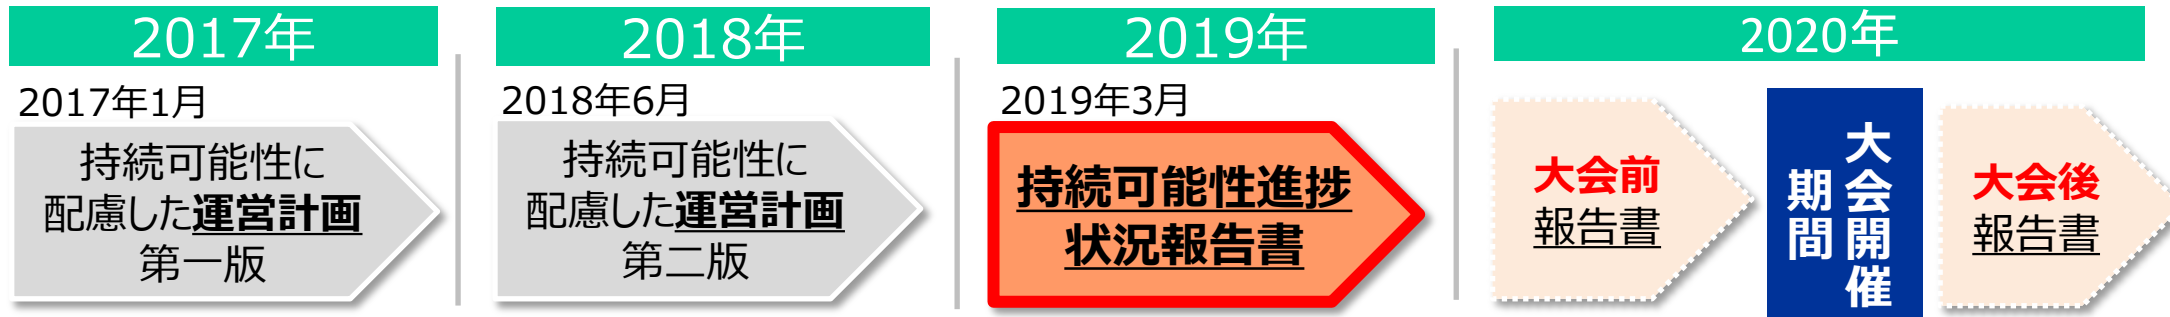 2017年
2017年1月
持続可能性に
配慮した運営計画
第一版
2018年
2018年6月
持続可能性に
配慮した運営計画
第二版
2019年
2019年3月
持続可能性進捗
状況報告書
2020年
大会前
報告書
大会開催
期間
大会後
報告書